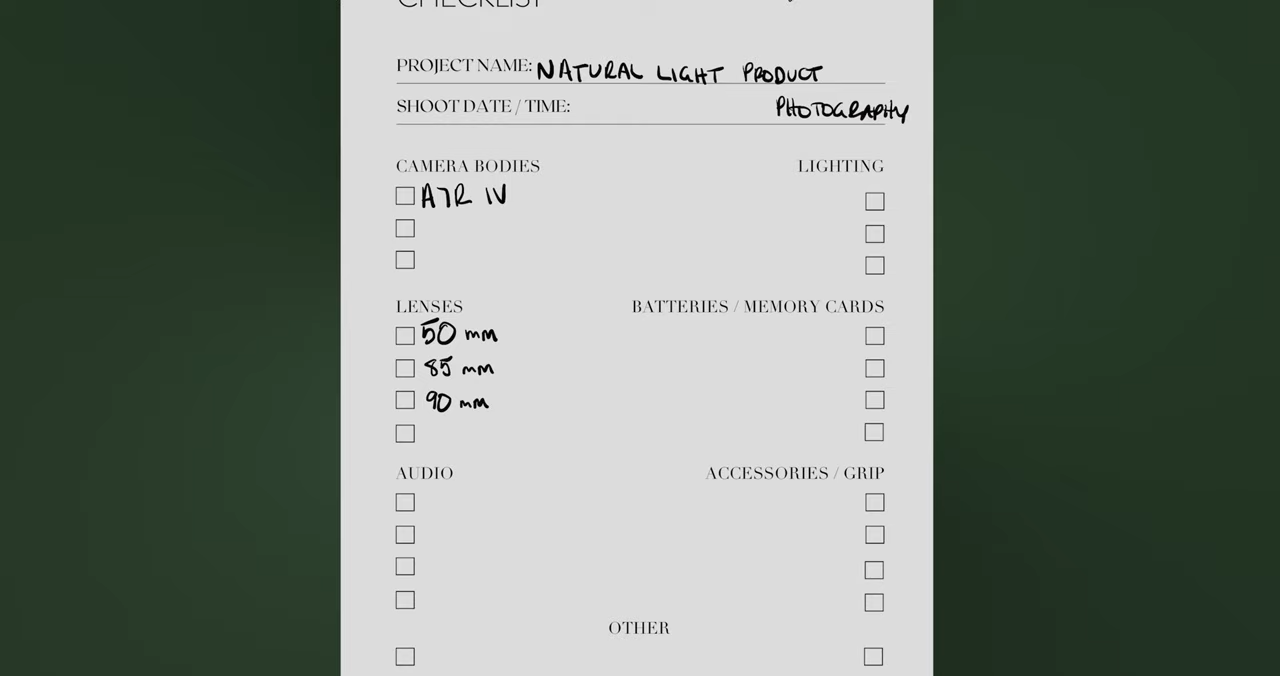 CHECKLIST
PROJECT NAME: NATURAL LIGHT PRODUCT
SHOOT DATE / TIME: PHOTOGRAPHY
CAMERA BODIES
A7R IV
LIGHTING
LENSES
50 mm
85 mm
90 mm
BATTERIES / MEMORY CARDS
AUDIO
ACCESSORIES / GRIP
OTHER